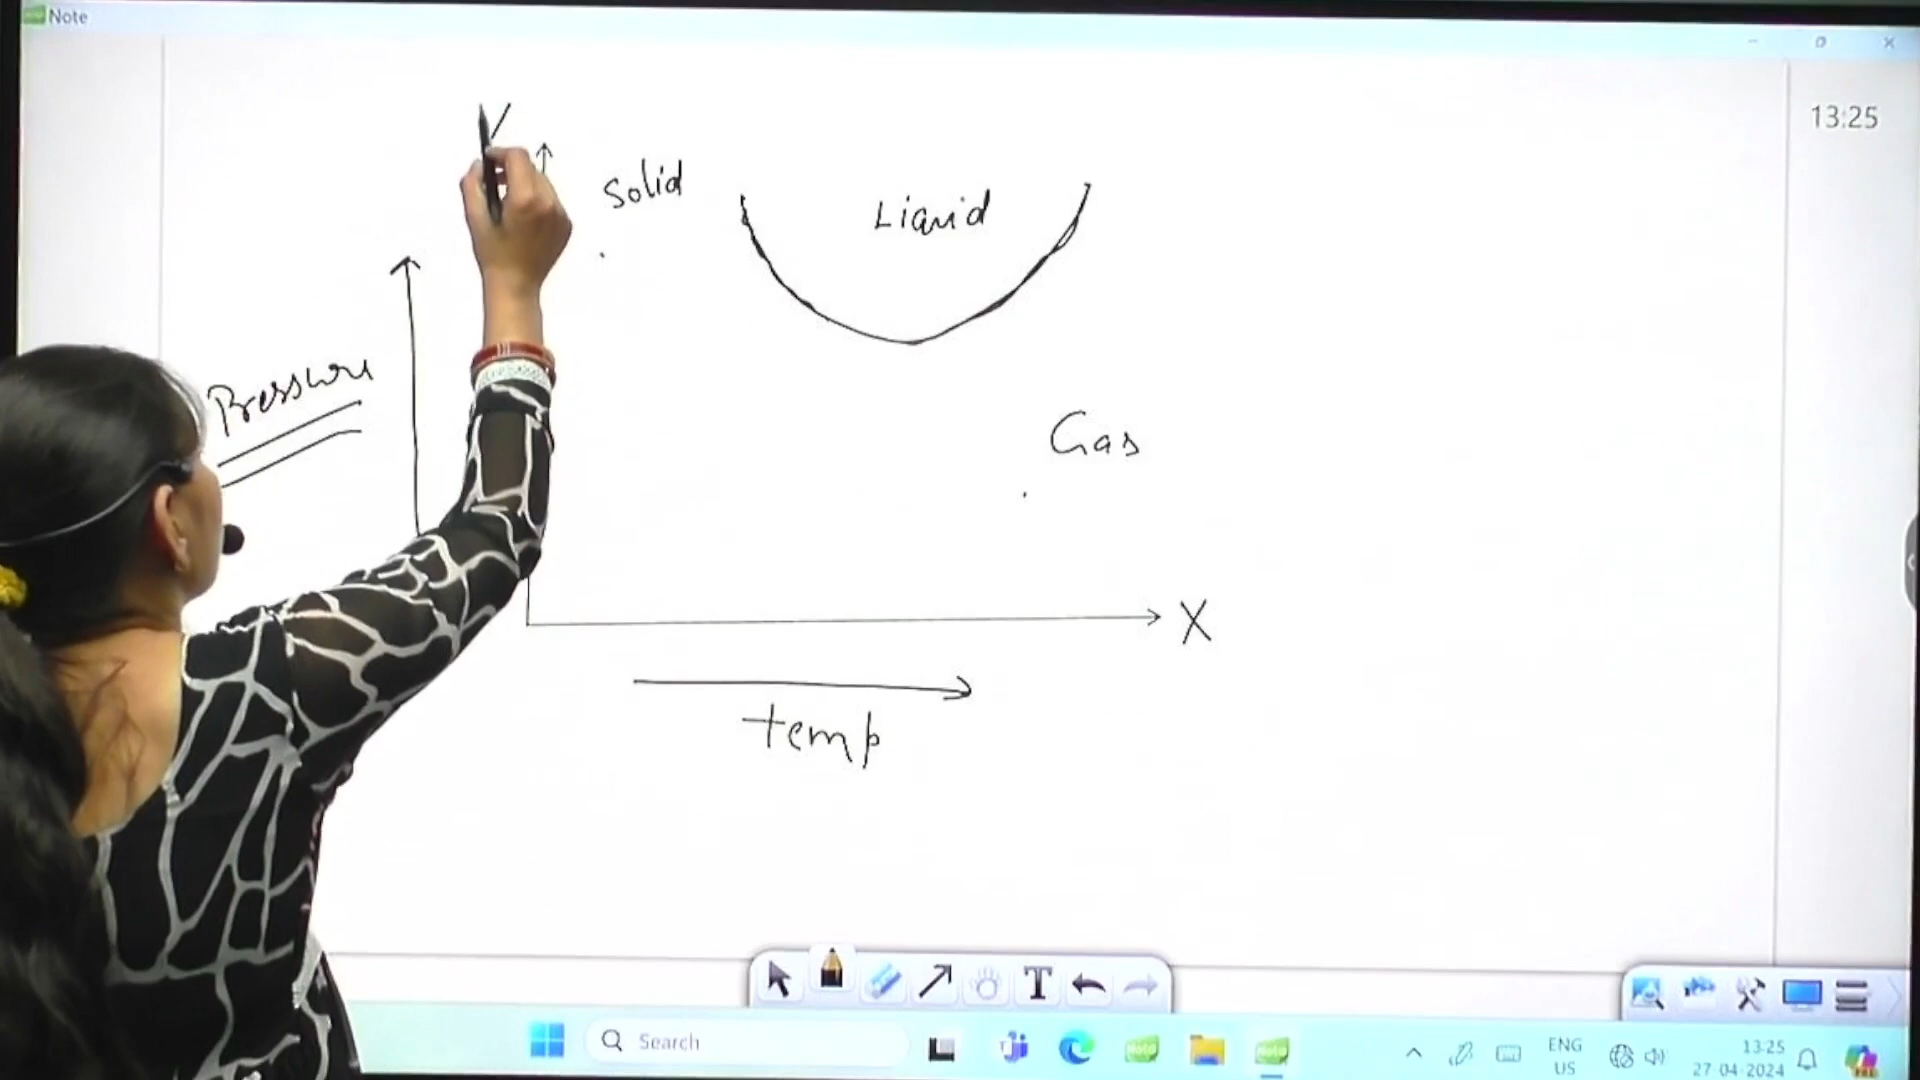 Note
13:25
Y
Solid
Liquid
Pressure
Gas
X
temp
Search
ENG
US
13:25
27-04-2024